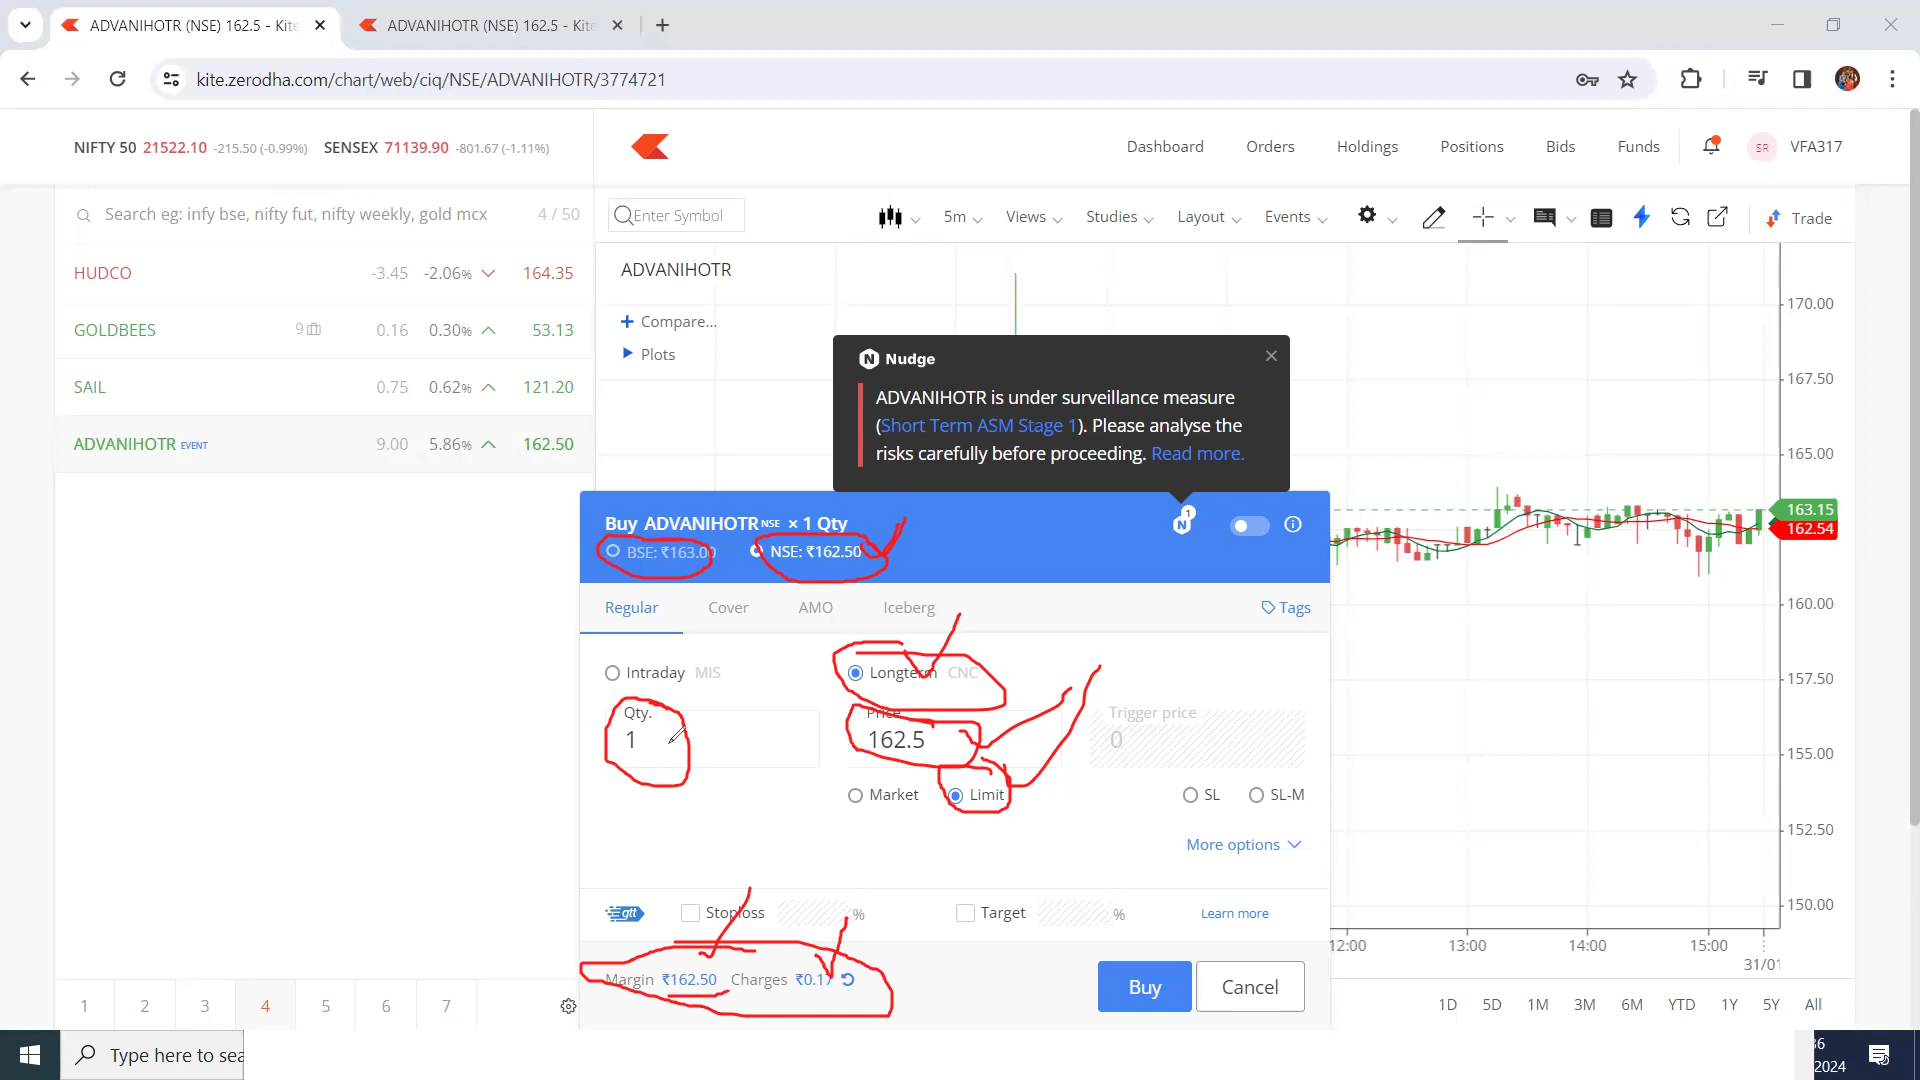 ADVANIHOTR (NSE) 162.5 - Kite
ADVANIHOTR (NSE) 162.5 - Kite
kite.zerodha.com/chart/web/ciq/NSE/ADVANIHOTR/3774721
NIFTY 50 21522.10 -215.50 (-0.99%) SENSEX 71139.90 -801.67 (-1.11%)
Dashboard Orders Holdings Positions Bids Funds SR VFA317
Search eg: infy bse, nifty fut, nifty weekly, gold mcx 4 / 50
Enter Symbol 5m Views Studies Layout Events Trade
HUDCO -3.45 -2.06% 164.35
GOLDBEES 9 0.16 0.30% 53.13
SAIL 0.75 0.62% 121.20
ADVANIHOTR EVENT 9.00 5.86% 162.50
ADVANIHOTR
Compare...
Plots
N Nudge
ADVANIHOTR is under surveillance measure
(Short Term ASM Stage 1). Please analyse the
risks carefully before proceeding. Read more.
170.00
167.50
165.00
163.15
162.54
160.00
157.50
155.00
152.50
150.00
Buy ADVANIHOTR NSE × 1 Qty
N 1
BSE: ₹163.00 NSE: ₹162.50
Regular Cover AMO Iceberg Tags
Intraday MIS Longterm CNC
Qty. Price Trigger price
1 162.5 0
Market Limit SL SL-M
More options
gtt Stoploss % Target % Learn more
Margin ₹162.50 Charges ₹0.17
Buy Cancel
12:00 13:00 14:00 15:00
31/01
1 2 3 4 5 6 7
1D 5D 1M 3M 6M YTD 1Y 5Y All
Type here to sea
36
2024